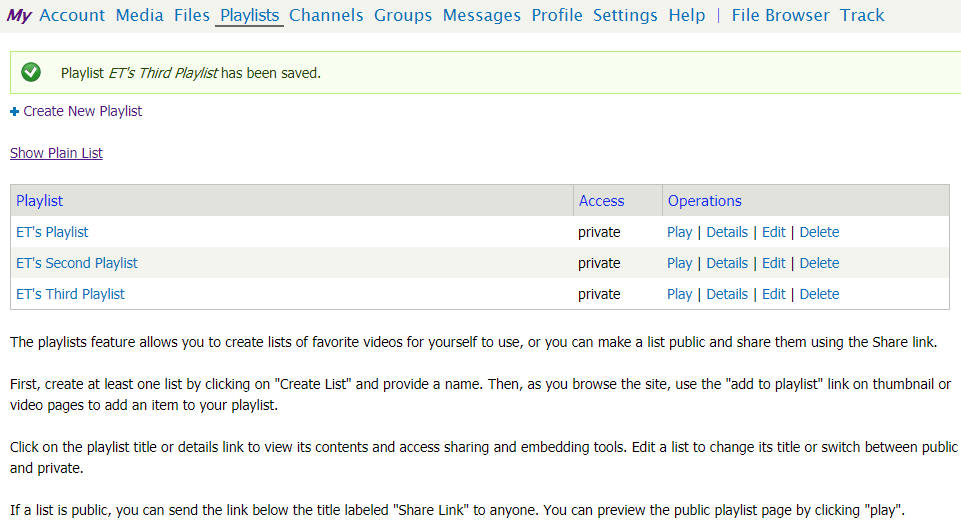 My Account Media Files Playlists Channels Groups Messages Profile Settings Help | File Browser Track
Playlist ET's Third Playlist has been saved.
Create New Playlist
Show Plain List
Playlist Access Operations
ET's Playlist private Play | Details | Edit | Delete
ET's Second Playlist private Play | Details | Edit | Delete
ET's Third Playlist private Play | Details | Edit | Delete
The playlists feature allows you to create lists of favorite videos for yourself to use, or you can make a list public and share them using the Share link.
First, create at least one list by clicking on "Create List" and provide a name. Then, as you browse the site, use the "add to playlist" link on thumbnail or
video pages to add an item to your playlist.
Click on the playlist title or details link to view its contents and access sharing and embedding tools. Edit a list to change its title or switch between public
and private.
If a list is public, you can send the link below the title labeled "Share Link" to anyone. You can preview the public playlist page by clicking "play".